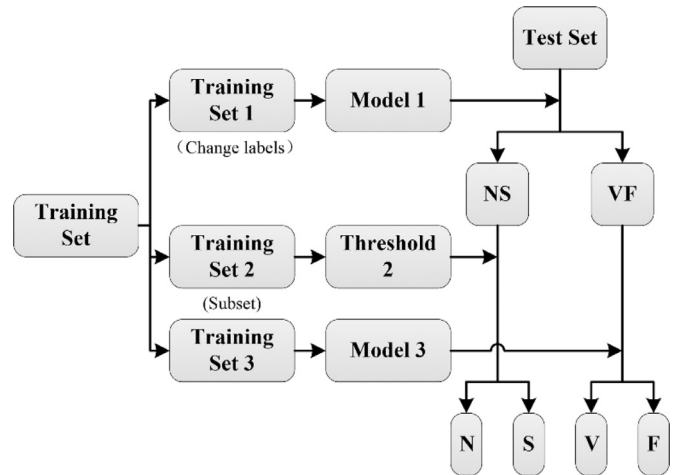 Test Set
Training
Set 1
Model 1
（Change labels）
NS
VF
Training
Set
Training
Set 2
Threshold
2
(Subset)
Training
Set 3
Model 3
N
S
V
F